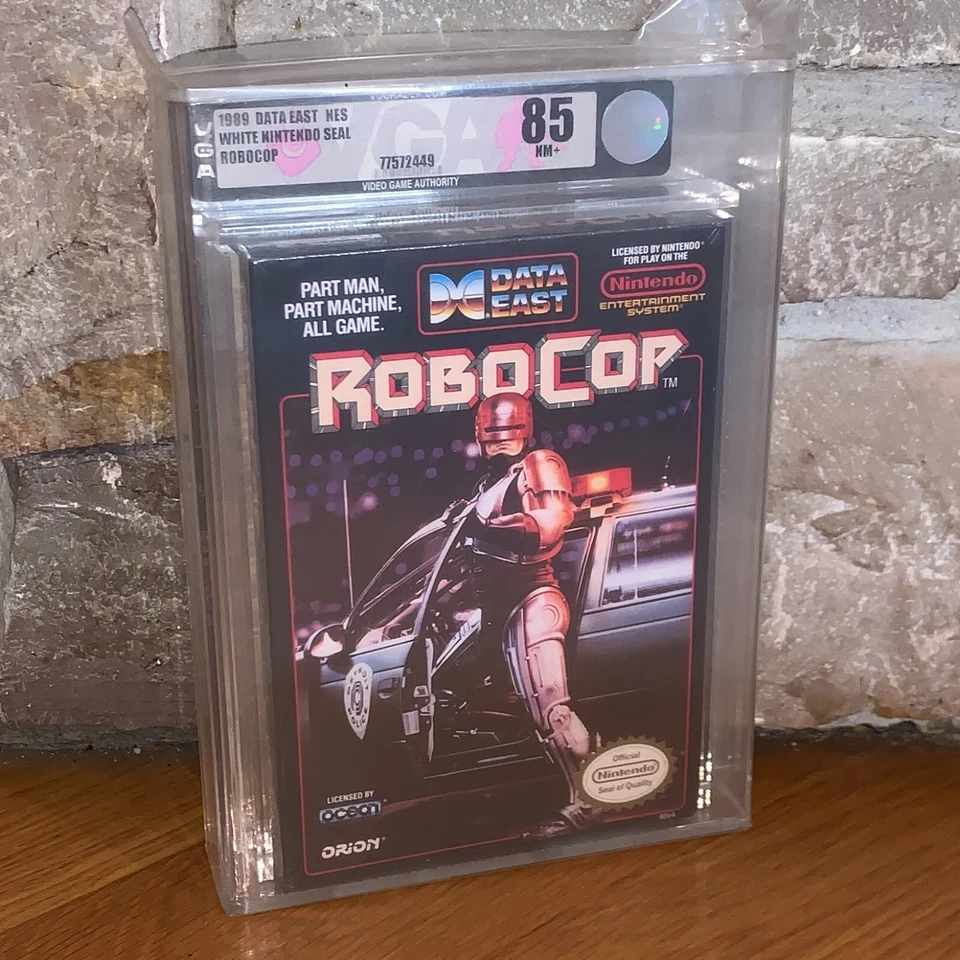 VGA
1989 DATA EAST NES
WHITE NINTENDO SEAL
ROBOCOP
77572449
VGA
85
NM+
VIDEO GAME AUTHORITY
PART MAN,
PART MACHINE,
ALL GAME.
DATA
EAST
LICENSED BY NINTENDO®
FOR PLAY ON THE
Nintendo
ENTERTAINMENT
SYSTEM
ROBOCOP TM
Official
Nintendo
Seal of Quality
LICENSED BY
ocean
ORION®